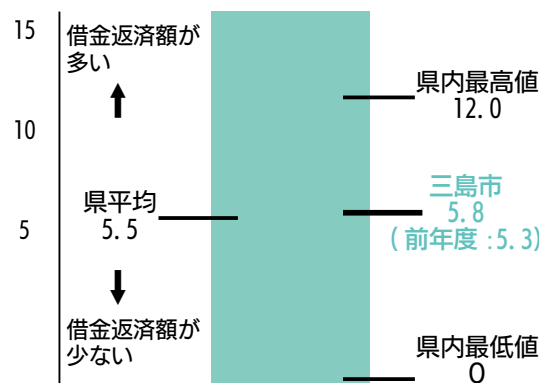 15
10
5
借金返済額が
多い
県平均
5.5
借金返済額が
少ない
県内最高値
12.0
三島市
5.8
(前年度:5.3)
県内最低値
0